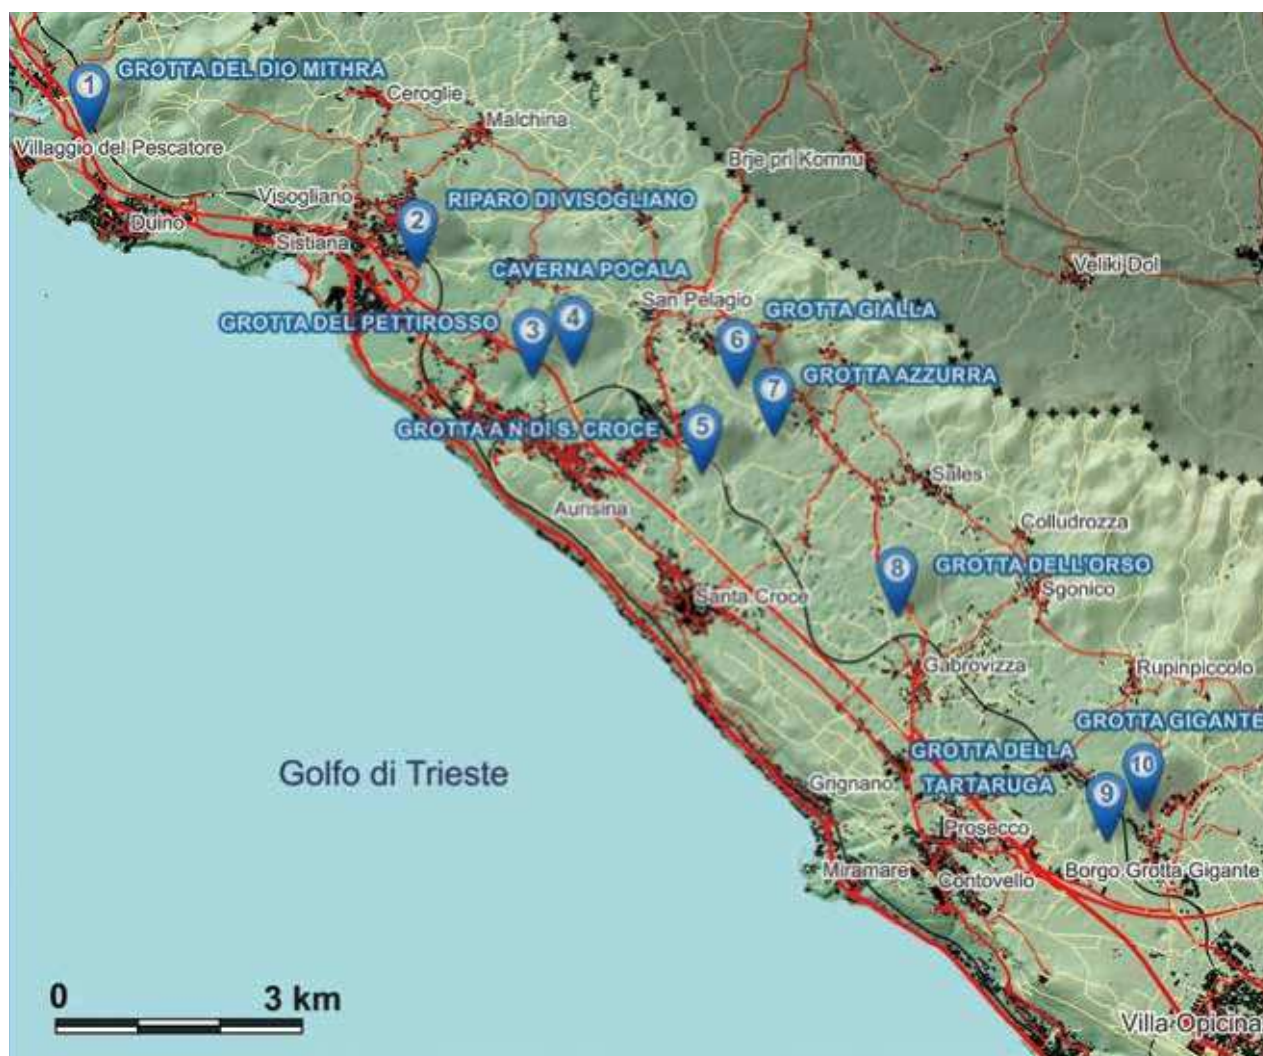 1
GROTTA DEL DIO MITHRA
Ceroglie
Malchina
Villaggio del Pescatore
Brje pri Komnu
Visogliano
2
RIPARO DI VISOGLIANO
Duino
Sistiana
Veliki Dol
CAVERNA POCALA
San Pelagio
GROTTA GIALLA
GROTTA DEL PETTIROSSO
3
4
6
7
GROTTA AZZURRA
GROTTA A N DI S. CROCE
5
Sales
Aurisina
Colludrozza
8
GROTTA DELL'ORSO
Santa Croce
Sgonico
Gabrovizza
Rupinpiccolo
GROTTA GIGANTE
GROTTA DELLA
TARTARUGA
10
Golfo di Trieste
Grignano
9
Prosecco
Miramare
Contovello
Borgo Grotta Gigante
0
3 km
Villa Opicina